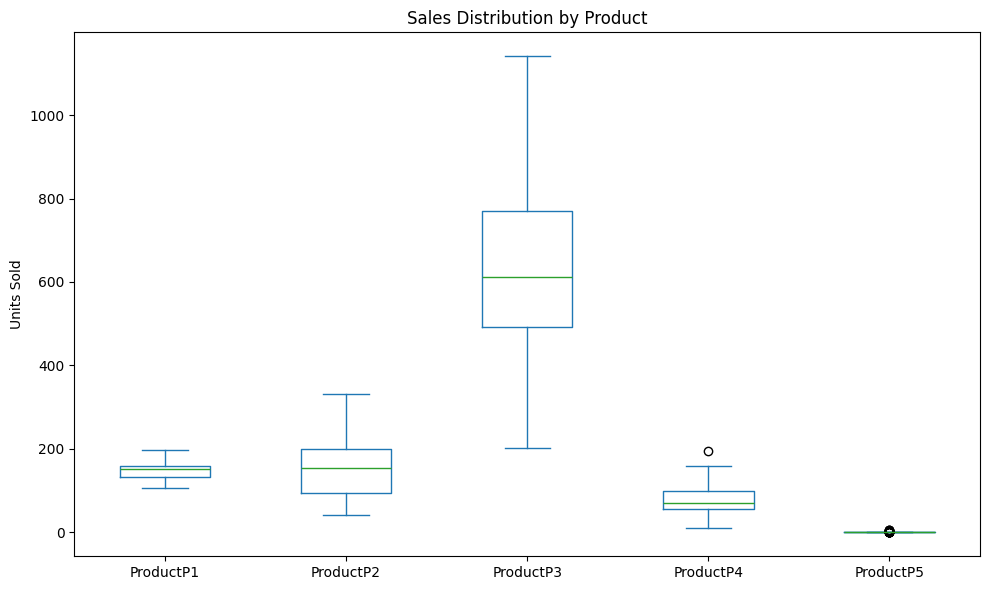 Sales Distribution by Product
Units Sold
1000
800
600
400
200
0
ProductP1 ProductP2 ProductP3 ProductP4 ProductP5